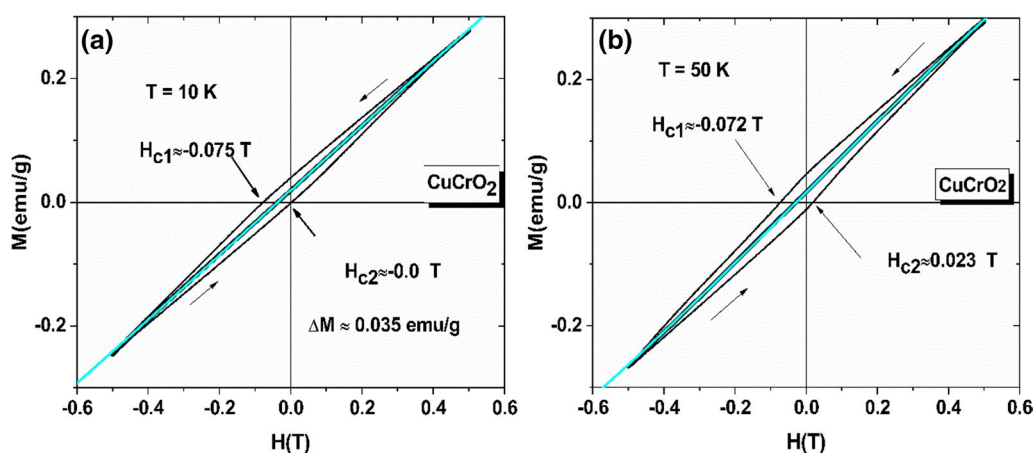 (a)
T = 10 K
Hc1≈-0.075 T
CuCrO2
Hc2≈-0.0 T
ΔM ≈ 0.035 emu/g
M(emu/g)
0.2
0.0
-0.2
-0.6 -0.4 -0.2 0.0 0.2 0.4 0.6
H(T)
(b)
T = 50 K
Hc1≈-0.072 T
CuCrO2
Hc2≈0.023 T
M(emu/g)
0.2
0.0
-0.2
-0.6 -0.4 -0.2 0.0 0.2 0.4 0.6
H(T)